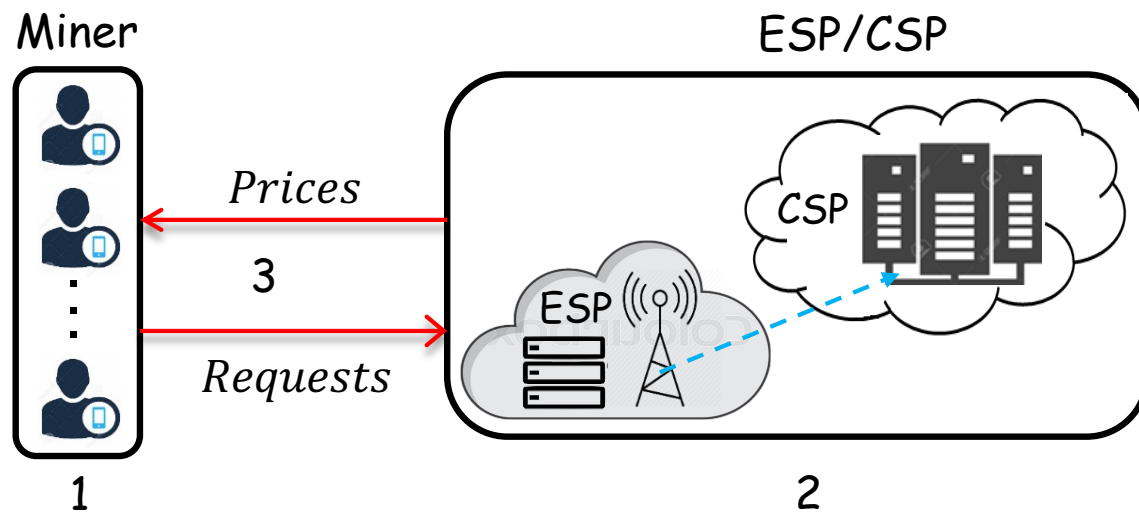 Miner
ESP/CSP
Prices
CSP
3
ESP
Requests
1
2